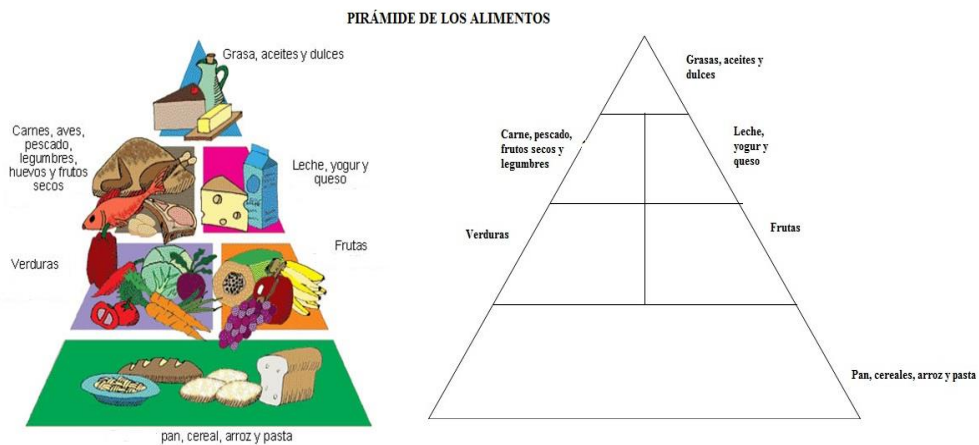 PIRÁMIDE DE LOS ALIMENTOS
Grasa, aceites y dulces
Carnes, aves,
pescado,
legumbres,
huevos y frutos
secos
Leche, yogur y
queso
Verduras
Frutas
pan, cereal, arroz y pasta
Grasas, aceites y
dulces
Carne, pescado,
frutos secos y
legumbres
Leche,
yogur y
queso
Verduras
Frutas
Pan, cereales, arroz y pasta